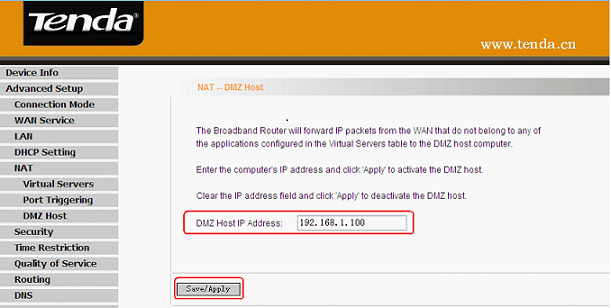 Tenda
www.tenda.cn
Device Info
Advanced Setup
Connection Mode
WAN Service
LAN
DHCP Setting
NAT
Virtual Servers
Port Triggering
DMZ Host
Security
Time Restriction
Quality of Service
Routing
DNS
NAT -- DMZ Host
The Broadband Router will forward IP packets from the WAN that do not belong to any of
the applications configured in the Virtual Servers table to the DMZ host computer.
Enter the computer's IP address and click 'Apply' to activate the DMZ host.
Clear the IP address field and click 'Apply' to deactivate the DMZ host.
DMZ Host IP Address: 192.168.1.100
Save/Apply